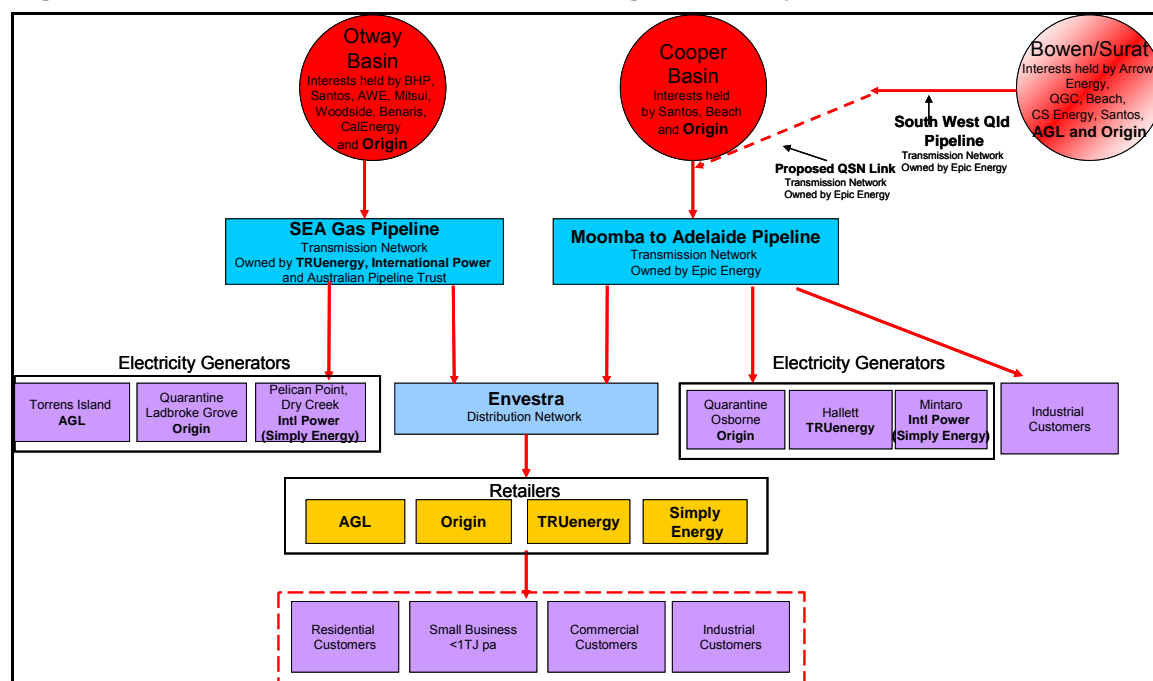 Otway
Basin
Interests held by BHP,
Santos, AWE, Mitsui,
Woodside, Benaris,
CalEnergy
and Origin
Cooper
Basin
Interests held
by Santos, Beach
and Origin
Bowen/Surat
Interests held by Arrow
Energy,
QGC, Beach,
CS Energy, Santos,
AGL and Origin
South West Qld
Pipeline
Transmission Network
Owned by Epic Energy
Proposed QSN Link
Transmission Network
Owned by Epic Energy
SEA Gas Pipeline
Transmission Network
Owned by TRUenergy, International Power
and Australian Pipeline Trust
Moomba to Adelaide Pipeline
Transmission Network
Owned by Epic Energy
Electricity Generators
Torrens Island
AGL
Quarantine
Ladbroke Grove
Origin
Pelican Point,
Dry Creek
Intl Power
(Simply Energy)
Envestra
Distribution Network
Electricity Generators
Quarantine
Osborne
Origin
Hallett
TRUenergy
Mintaro
Intl Power
(Simply Energy)
Industrial
Customers
Retailers
AGL
Origin
TRUenergy
Simply
Energy
Residential
Customers
Small Business
<1TJ pa
Commercial
Customers
Industrial
Customers